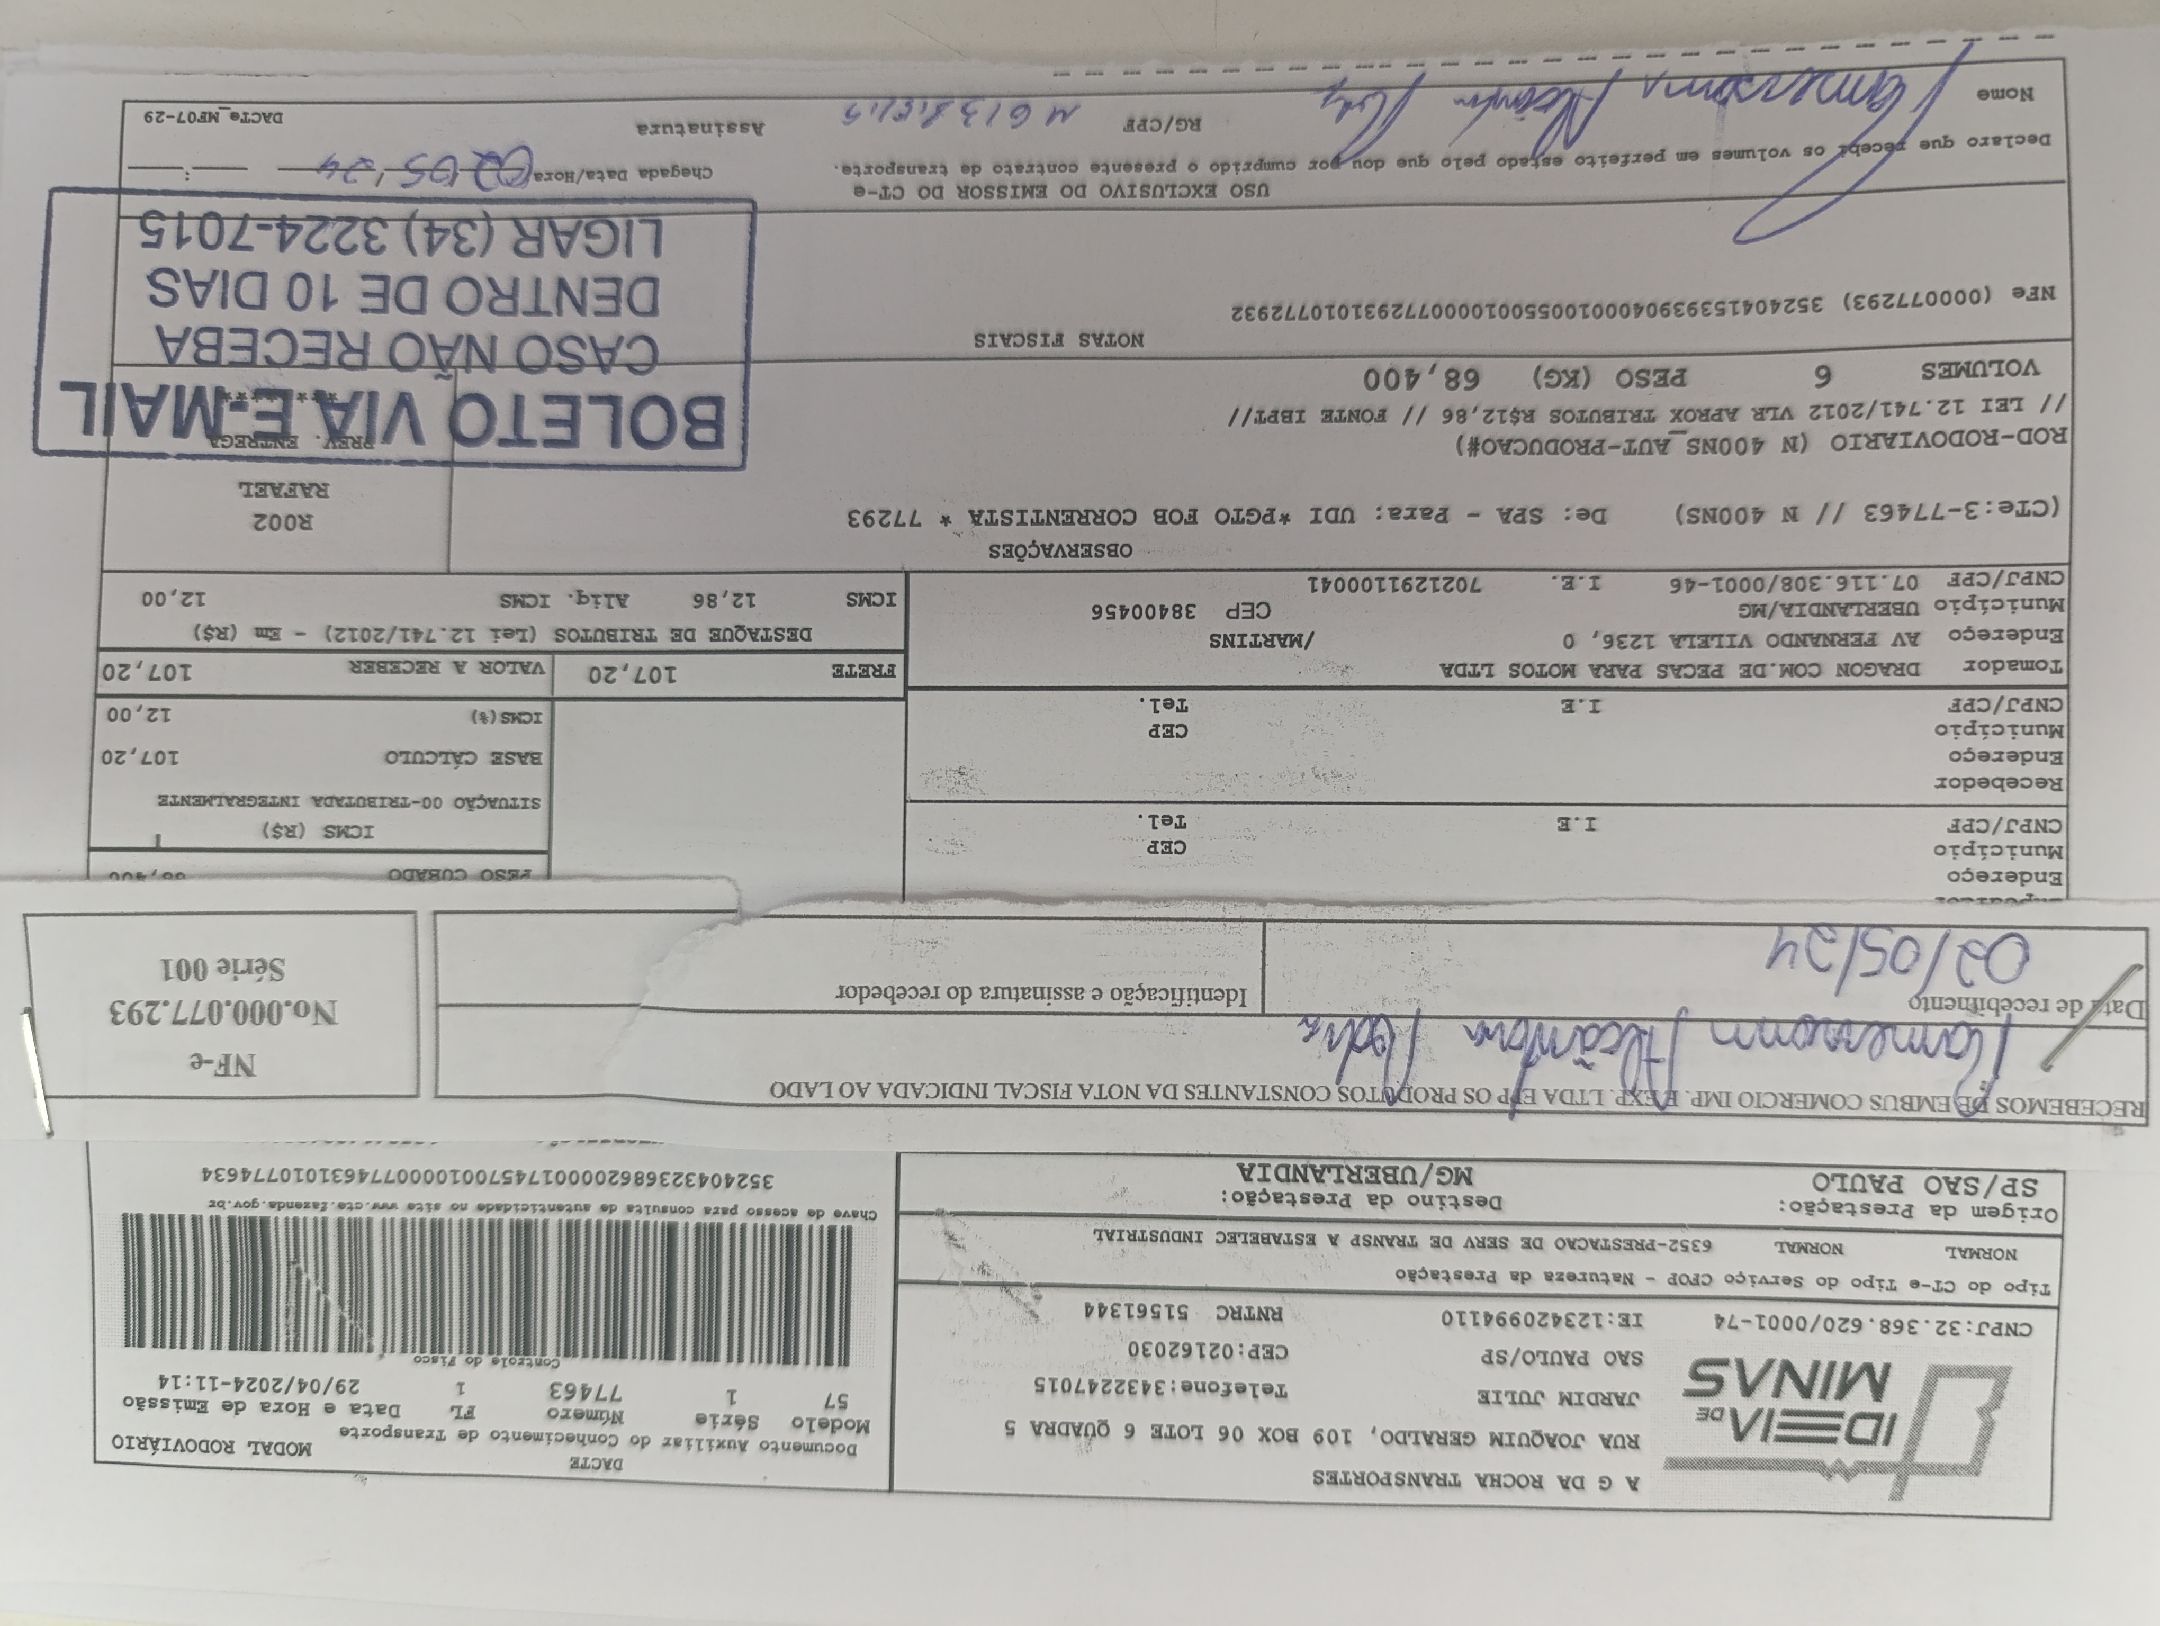 IDEIA DE MINAS
A G DA ROCHA TRANSPORTES
RUA JOAQUIM GERALDO, 109 BOX 06 LOTE 6 QUADRA 5
JARDIM JULIE Telefone:3432247015
SAO PAULO/SP CEP:02162030
CNPJ:32.368.620/0001-74 IE:123420994110 RNTRC 51561344
Tipo do CT-e Tipo do Serviço CFOP - Natureza da Prestação
NORMAL NORMAL 6352-PRESTACAO DE SERV DE TRANSP A ESTABELEC INDUSTRIAL
Origem da Prestação: Destino da Prestação:
SP/SAO PAULO MG/UBERLANDIA
DACTE
Documento Auxiliar do Conhecimento de Transporte MODAL RODOVIÁRIO
Modelo Série Número FL Data e Hora de Emissão
57 1 77463 1 29/04/2024-11:14
Controle do Fisco
Chave de acesso para consulta de autenticidade no site www.cte.fazenda.gov.br
35240432368620000174570010000774631010774634
RECEBEMOS DE EMBUS COMERCIO IMP. E EXP. LTDA EPP OS PRODUTOS CONSTANTES DA NOTA FISCAL INDICADA AO LADO
Data de recebimento Identificação e assinatura do recebedor
02/05/24
NF-e
No.000.077.293
Série 001
Endereço
Município CEP
CNPJ/CPF I.E Tel.
Recebedor
Endereço
Município CEP
CNPJ/CPF I.E Tel.
Tomador DRAGON COM.DE PECAS PARA MOTOS LTDA
Endereço AV FERNANDO VILELA 1236, 0 /MARTINS
Município UBERLANDIA/MG CEP 38400456
CNPJ/CPF 07.116.308/0001-46 I.E. 7021291100041
PESO CUBADO
ICMS (R$)
SITUAÇÃO 00-TRIBUTADA INTEGRALMENTE
BASE CÁLCULO 107,20
ICMS(%) 12,00
FRETE 107,20 VALOR A RECEBER 107,20
DESTAQUE DE TRIBUTOS (Lei 12.741/2012) - Em (R$)
ICMS 12,86 Aliq. ICMS 12,00
OBSERVAÇÕES
(CTe:3-77463 // N 400NS) De: SPA - Para: UDI *PGTO FOB CORRENTISTA * 77293
ROD-RODOVIARIO (N 400NS_AUT-PRODUCAO#)
// LEI 12.741/2012 VLR APROX TRIBUTOS R$12,86 // FONTE IBPT//
VOLUMES 6 PESO (KG) 68,400
R002
RAFAEL
PREV. ENTREGA
BOLETO VIA E-MAIL
CASO NÃO RECEBA
DENTRO DE 10 DIAS
LIGAR (34) 3224-7015
NOTAS FISCAIS
NFe (000077293) 35240415393904000100550010000772931010772932
USO EXCLUSIVO DO EMISSOR DO CT-e
Declaro que recebi os volumes em perfeito estado pelo que dou por cumprido o presente contrato de transporte.
Chegada Data/Hora 02 05 24
Nome RG/CPF Assinatura
DACTe_MF07-29